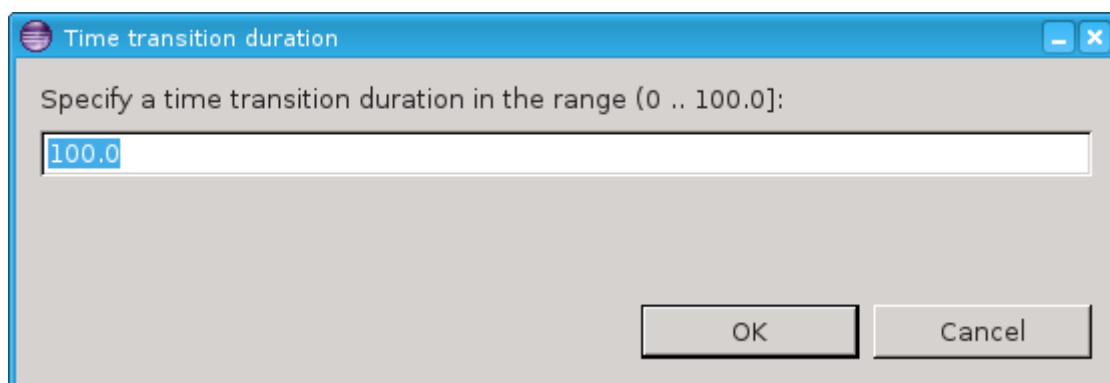 Time transition duration
Specify a time transition duration in the range (0 .. 100.0]:
100.0
OK Cancel